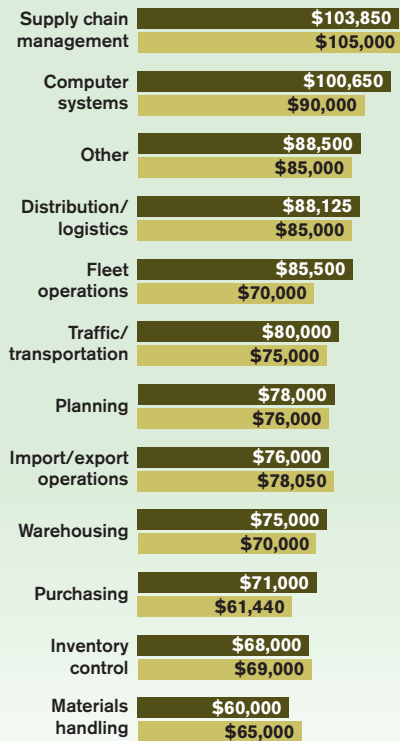 Supply chain
management
$103,850
$105,000
Computer
systems
$100,650
$90,000
Other
$88,500
$85,000
Distribution/
logistics
$88,125
$85,000
Fleet
operations
$85,500
$70,000
Traffic/
transportation
$80,000
$75,000
Planning
$78,000
$76,000
Import/export
operations
$76,000
$78,050
Warehousing
$75,000
$70,000
Purchasing
$71,000
$61,440
Inventory
control
$68,000
$69,000
Materials
handling
$60,000
$65,000